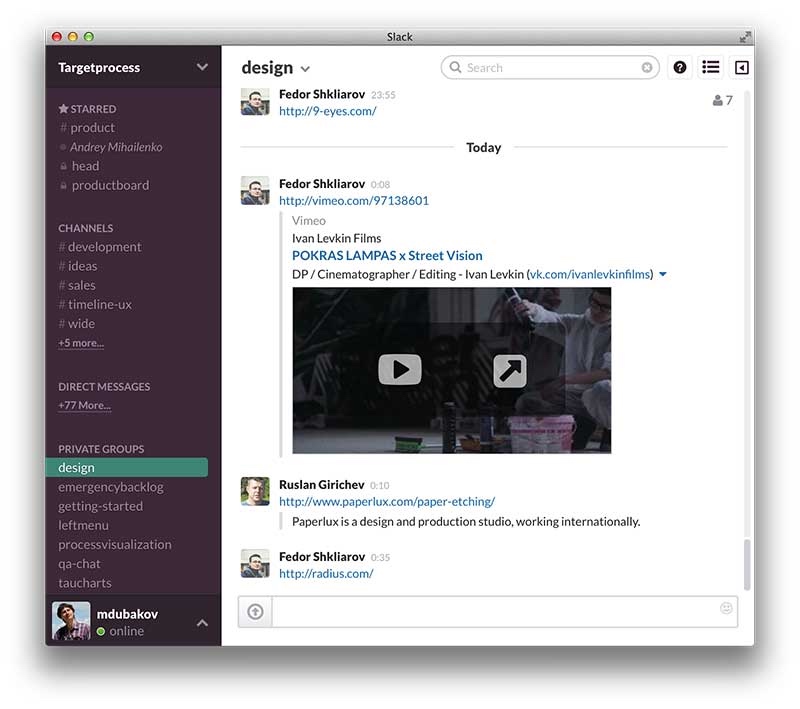 Slack
Targetprocess
STARRED
# product
Andrey Mihailenko
head
productboard
CHANNELS
# development
# ideas
# sales
# timeline-ux
# wide
+5 more...
DIRECT MESSAGES
+77 More...
PRIVATE GROUPS
design
emergencybacklog
getting-started
leftmenu
processvisualization
qa-chat
taucharts
mdubakov
online
design
Search
7
Fedor Shkliarov 23:55
http://9-eyes.com/
Today
Fedor Shkliarov 0:08
http://vimeo.com/97138601
Vimeo
Ivan Levkin Films
POKRAS LAMPAS x Street Vision
DP / Cinematographer / Editing - Ivan Levkin (vk.com/ivanlevkinfilms)
Ruslan Girichev 0:10
http://www.paperlux.com/paper-etching/
Paperlux is a design and production studio, working internationally.
Fedor Shkliarov 0:35
http://radius.com/